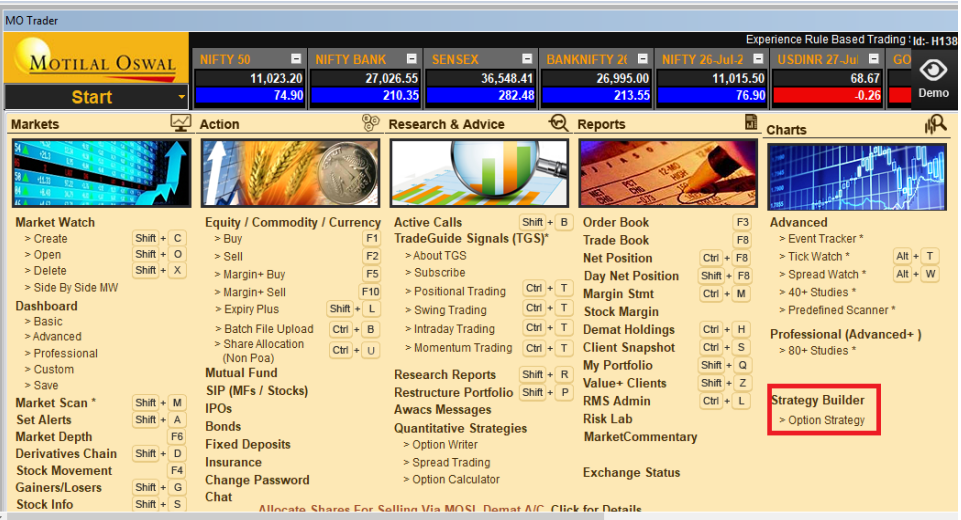 MO Trader
Experience Rule Based Trading : Id:- H138
MOTILAL OSWAL
NIFTY 50 NIFTY BANK SENSEX BANKNIFTY 26 NIFTY 26-Jul-2 USDINR 27-Jul GO
11,023.20 27,026.55 36,548.41 26,995.00 11,015.50 68.67
74.90 210.35 282.48 213.55 76.90 -0.26
Start
Demo
Markets
Market Watch
> Create Shift + C
> Open Shift + O
> Delete Shift + X
> Side By Side MW
Dashboard
> Basic
> Advanced
> Professional
> Custom
> Save
Market Scan * Shift + M
Set Alerts Shift + A
Market Depth F6
Derivatives Chain Shift + D
Stock Movement F4
Gainers/Losers Shift + G
Stock Info Shift + S
Action
Equity / Commodity / Currency
> Buy F1
> Sell F2
> Margin+ Buy F5
> Margin+ Sell F10
> Expiry Plus Shift + L
> Batch File Upload Ctrl + B
> Share Allocation
(Non Poa) Ctrl + U
Mutual Fund
SIP (MFs / Stocks)
IPOs
Bonds
Fixed Deposits
Insurance
Change Password
Chat
Research & Advice
Active Calls Shift + B
TradeGuide Signals (TGS)*
> About TGS
> Subscribe
> Positional Trading Ctrl + T
> Swing Trading Ctrl + T
> Intraday Trading Ctrl + T
> Momentum Trading Ctrl + T
Research Reports Shift + R
Restructure Portfolio Shift + P
Awacs Messages
Quantitative Strategies
> Option Writer
> Spread Trading
> Option Calculator
Reports
Order Book F3
Trade Book F8
Net Position Ctrl + F8
Day Net Position Shift + F8
Margin Stmt Ctrl + M
Stock Margin
Demat Holdings Ctrl + H
Client Snapshot Ctrl + S
My Portfolio Shift + Q
Value+ Clients Shift + Z
RMS Admin Ctrl + L
Risk Lab
MarketCommentary
Exchange Status
Charts
Advanced
> Event Tracker *
> Tick Watch * Alt + T
> Spread Watch * Alt + W
> 40+ Studies *
> Predefined Scanner *
Professional (Advanced+ )
> 80+ Studies *
Strategy Builder
> Option Strategy
Allocate Shares For Selling Via MOSL Demat A/C. Click for Details